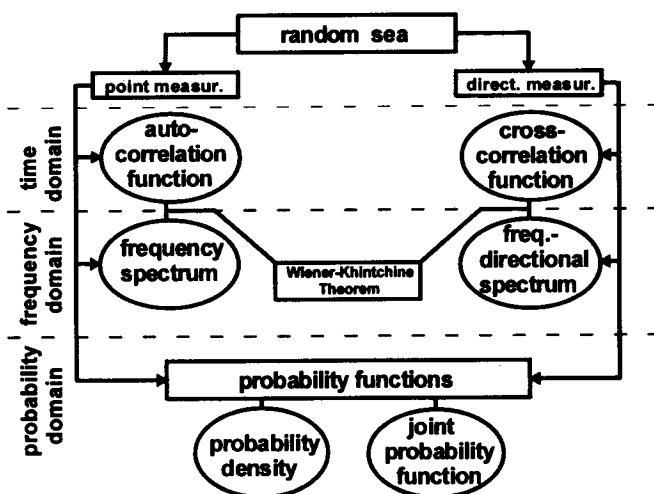 random sea
point measur.
direct. measur.
time
domain
auto-
correlation
function
cross-
correlation
function
frequency
domain
frequency
spectrum
Wiener-Khintchine
Theorem
freq.-
directional
spectrum
probability
domain
probability functions
probability
density
joint
probability
function